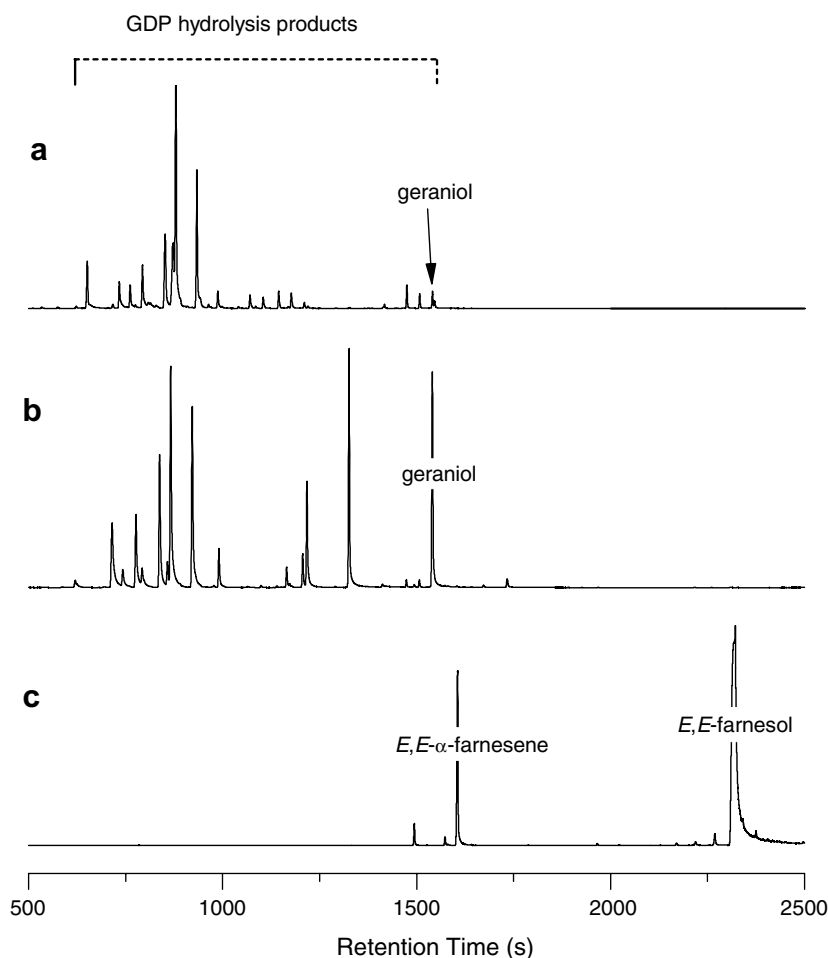 GDP hydrolysis products
a
geraniol
b
geraniol
c
E,E-α-farnesene
E,E-farnesol
500 1000 1500 2000 2500
Retention Time (s)